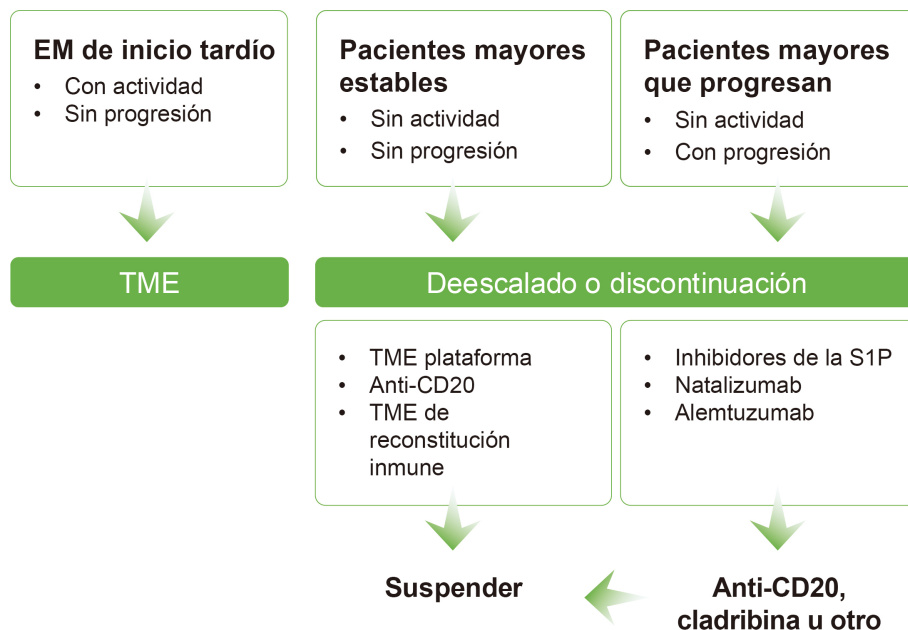 EM de inicio tardío
• Con actividad
• Sin progresión
Pacientes mayores
estables
• Sin actividad
• Sin progresión
Pacientes mayores
que progresan
• Sin actividad
• Con progresión
TME
Deescalado o discontinuación
• TME plataforma
• Anti-CD20
• TME de
reconstitución
inmune
• Inhibidores de la S1P
• Natalizumab
• Alemtuzumab
Suspender
Anti-CD20,
cladribina u otro